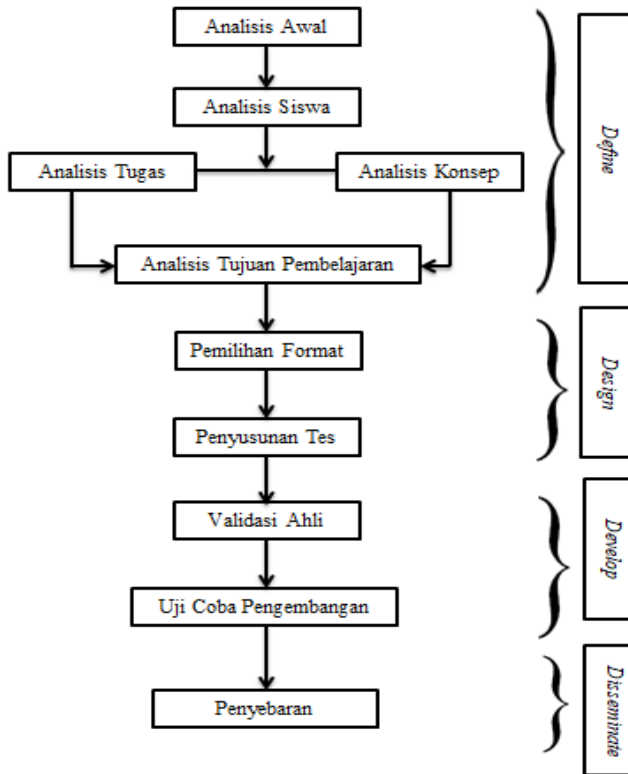 Analisis Awal
Analisis Siswa
Analisis Tugas
Analisis Konsep
Analisis Tujuan Pembelajaran
Define
Pemilihan Format
Penyusunan Tes
Design
Validasi Ahli
Uji Coba Pengembangan
Develop
Penyebaran
Disseminate